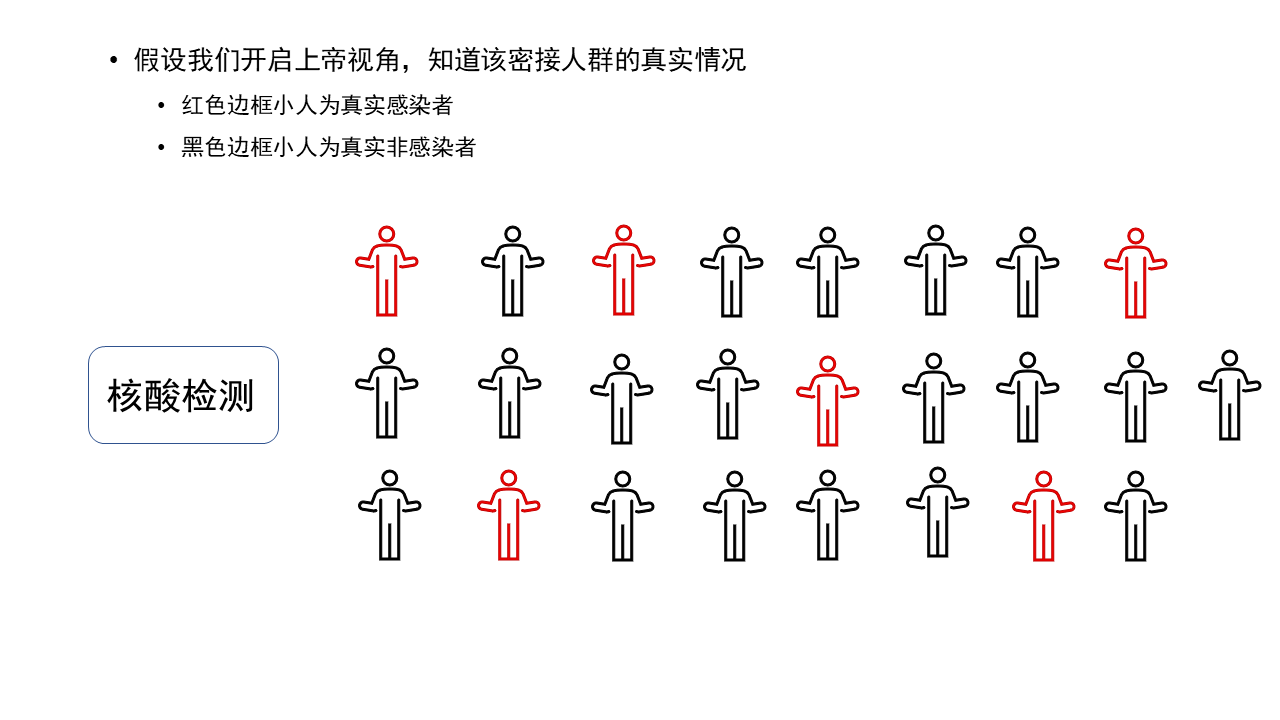 • 假设我们开启上帝视角，知道该密接人群的真实情况
• 红色边框小人为真实感染者
• 黑色边框小人为真实非感染者
核酸检测